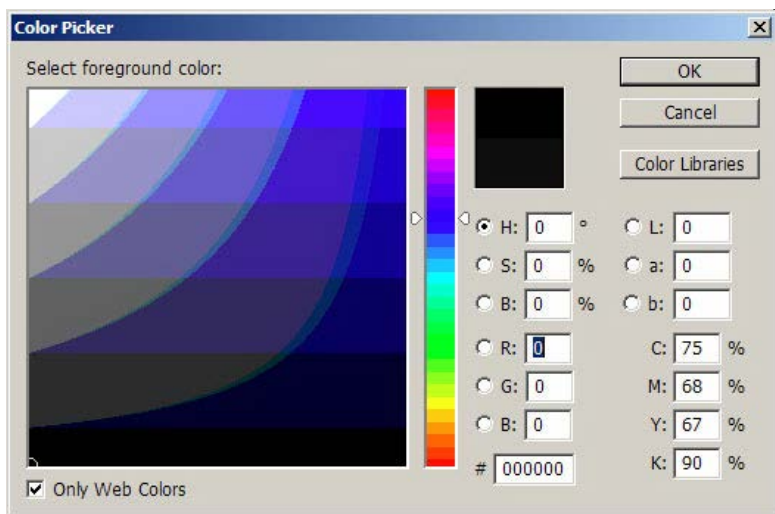 Color Picker
Select foreground color:
OK
Cancel
Color Libraries
H: 0 °
L: 0
S: 0 %
a: 0
B: 0 %
b: 0
R: 0
C: 75 %
G: 0
M: 68 %
B: 0
Y: 67 %
# 000000
K: 90 %
Only Web Colors